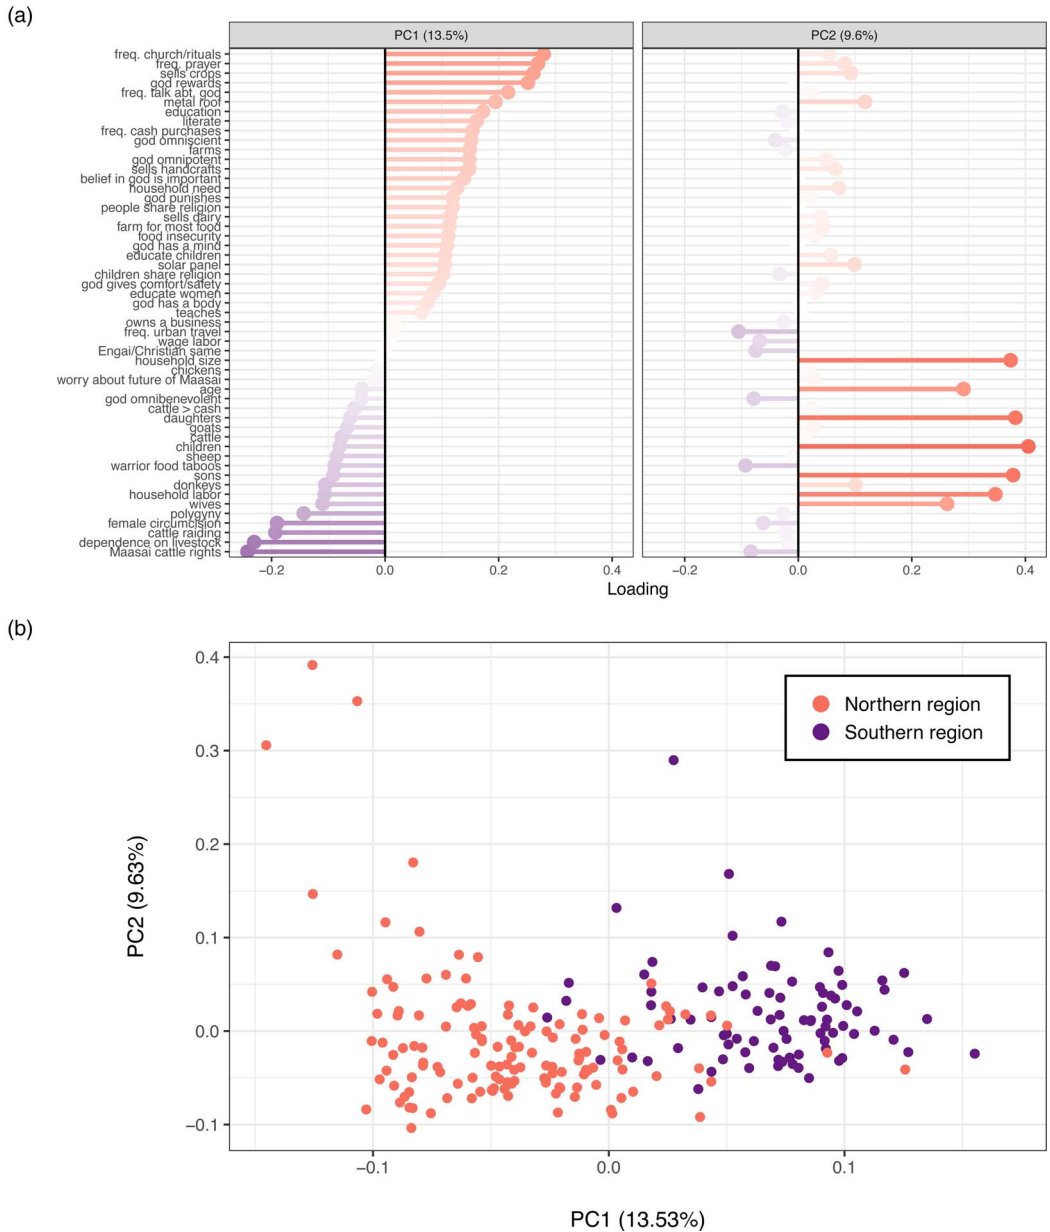 (a)
PC1 (13.5%)
PC2 (9.6%)
freq. church/rituals
freq. prayer
sells crops
god rewards
freq. talk abt. god
metal roof
education
literate
freq. cash purchases
god omniscient
farms
god omnipotent
sells handcrafts
belief in god is important
household need
god punishes
people share religion
sells dairy
farm for most food
food insecurity
god has a mind
educate children
solar panel
children share religion
god gives comfort/safety
educate women
god has a body
teaches
owns a business
freq. urban travel
wage labor
Engai/Christian same
household size
chickens
worry about future of Maasai
age
god omnibenevolent
cattle > cash
daughters
goats
cattle
children
sheep
warrior food taboos
sons
donkeys
household labor
wives
polygyny
female circumcision
cattle raiding
dependence on livestock
Maasai cattle rights
−0.2 0.0 0.2 0.4 −0.2 0.0 0.2 0.4
Loading
(b)
0.4
0.3
0.2
0.1
0.0
−0.1
PC2 (9.63%)
Northern region
Southern region
−0.1 0.0 0.1
PC1 (13.53%)